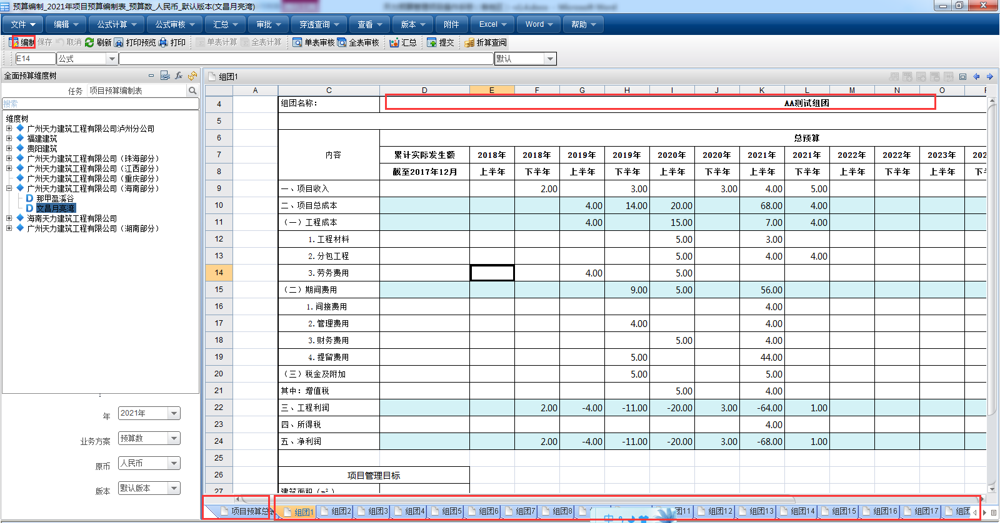 预算编制_2021年项目预算编制表_预算数_人民币_默认版本(文昌月亮湾)
文件 编辑 公式计算 公式审核 汇总 审批 穿透查询 查看 版本 附件 Excel Word 帮助
编制 保存 取消 刷新 打印预览 打印 单表计算 全表计算 单表审核 全表审核 汇总 提交 折算查阅
E14 公式 默认
全面预算维度树
任务 项目预算编制表
搜索
维度树
广州天力建筑工程有限公司泸州分公司
福建建筑
贵阳建筑
广州天力建筑工程有限公司（珠海部分）
广州天力建筑工程有限公司（江西部分）
广州天力建筑工程有限公司（重庆部分）
广州天力建筑工程有限公司（海南部分）
那甲盈溪谷
文昌月亮湾
海南天力建筑工程有限公司
广州天力建筑工程有限公司（湖南部分）
年 2021年
业务方案 预算数
原币 人民币
版本 默认版本
组团1
A C D E F G H I J K L M N O
4 组团名称: AA测试组团
5
6 总预算
7 内容 累计实际发生额 2018年 2018年 2019年 2019年 2020年 2020年 2021年 2021年 2022年 2022年 2023年 202
8 截至2017年12月 上半年 下半年 上半年 下半年 上半年 下半年 上半年 下半年 上半年 下半年 上半年
9 一、项目收入 2.00 3.00 3.00 4.00 5.00
10 二、项目总成本 4.00 14.00 20.00 68.00 4.00
11 （一）工程成本 4.00 15.00 7.00 4.00
12 1.工程材料 5.00 3.00
13 2.分包工程 5.00 4.00 4.00
14 3.劳务费用 4.00 5.00
15 （二）期间费用 9.00 5.00 56.00
16 1.间接费用 4.00
17 2.管理费用 4.00 4.00
18 3.财务费用 5.00 4.00
19 4.提留费用 5.00 44.00
20 （三）税金及附加 5.00 5.00
21 其中: 增值税 5.00 4.00
22 三、工程利润 2.00 -4.00 -11.00 -20.00 3.00 -64.00 1.00
23 四、所得税 4.00
24 五、净利润 2.00 -4.00 -11.00 -20.00 3.00 -68.00 1.00
25
26 项目管理目标
27 建筑面积（m²）
项目预算总 组团1 组团2 组团3 组团4 组团5 组团6 组团7 组团8 组团12 组团13 组团14 组团15 组团16 组团17 组团